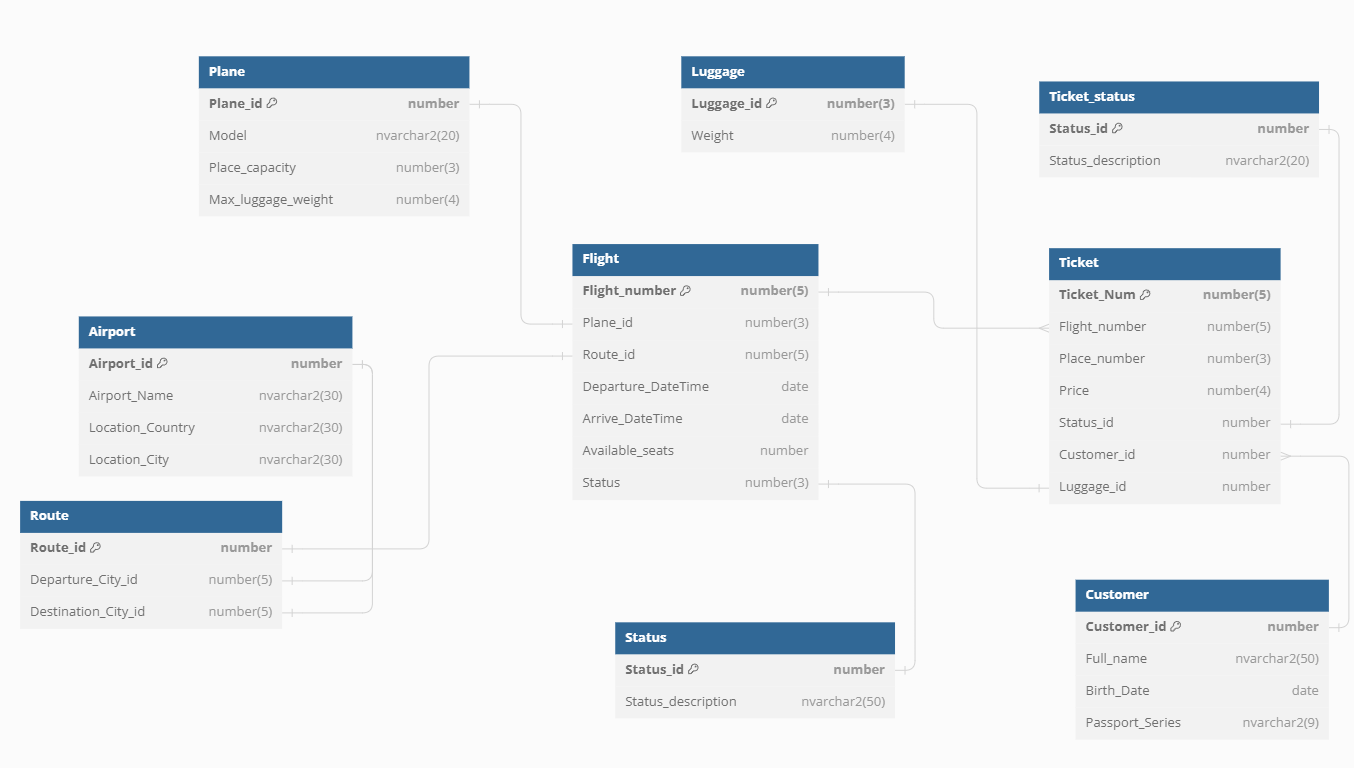 Plane
Plane_id number
Model nvarchar2(20)
Place_capacity number(3)
Max_luggage_weight number(4)
Luggage
Luggage_id number(3)
Weight number(4)
Ticket_status
Status_id number
Status_description nvarchar2(20)
Flight
Flight_number number(5)
Plane_id number(3)
Route_id number(5)
Departure_DateTime date
Arrive_DateTime date
Available_seats number
Status number(3)
Ticket
Ticket_Num number(5)
Flight_number number(5)
Place_number number(3)
Price number(4)
Status_id number
Customer_id number
Luggage_id number
Airport
Airport_id number
Airport_Name nvarchar2(30)
Location_Country nvarchar2(30)
Location_City nvarchar2(30)
Route
Route_id number
Departure_City_id number(5)
Destination_City_id number(5)
Status
Status_id number
Status_description nvarchar2(50)
Customer
Customer_id number
Full_name nvarchar2(50)
Birth_Date date
Passport_Series nvarchar2(9)